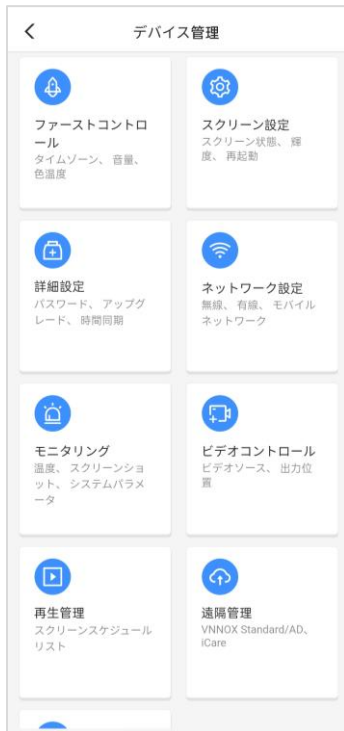 デバイス管理
ファーストコントロ
ール
タイムゾーン、 音量、
色温度
スクリーン設定
スクリーン状態、 輝
度、 再起動
詳細設定
パスワード、 アップグ
レード、 時間同期
ネットワーク設定
無線、 有線、 モバイル
ネットワーク
モニタリング
温度、 スクリーンショ
ット、 システムパラメ
ータ
ビデオコントロール
ビデオソース、 出力位
置
再生管理
スクリーンスケジュール
リスト
遠隔管理
VNNOX Standard/AD、
iCare